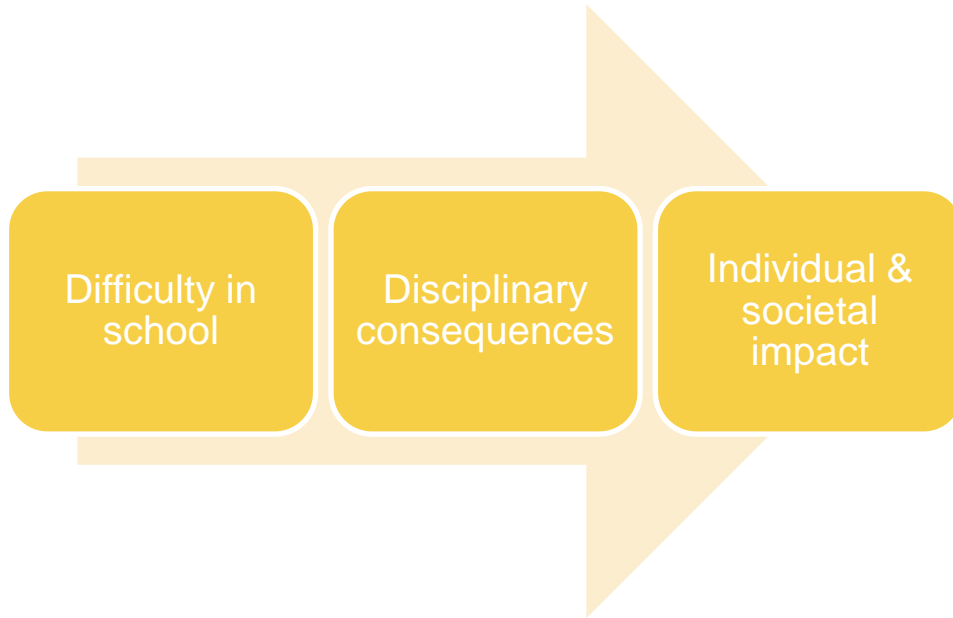 Difficulty in
school
Disciplinary
consequences
Individual &
societal
impact